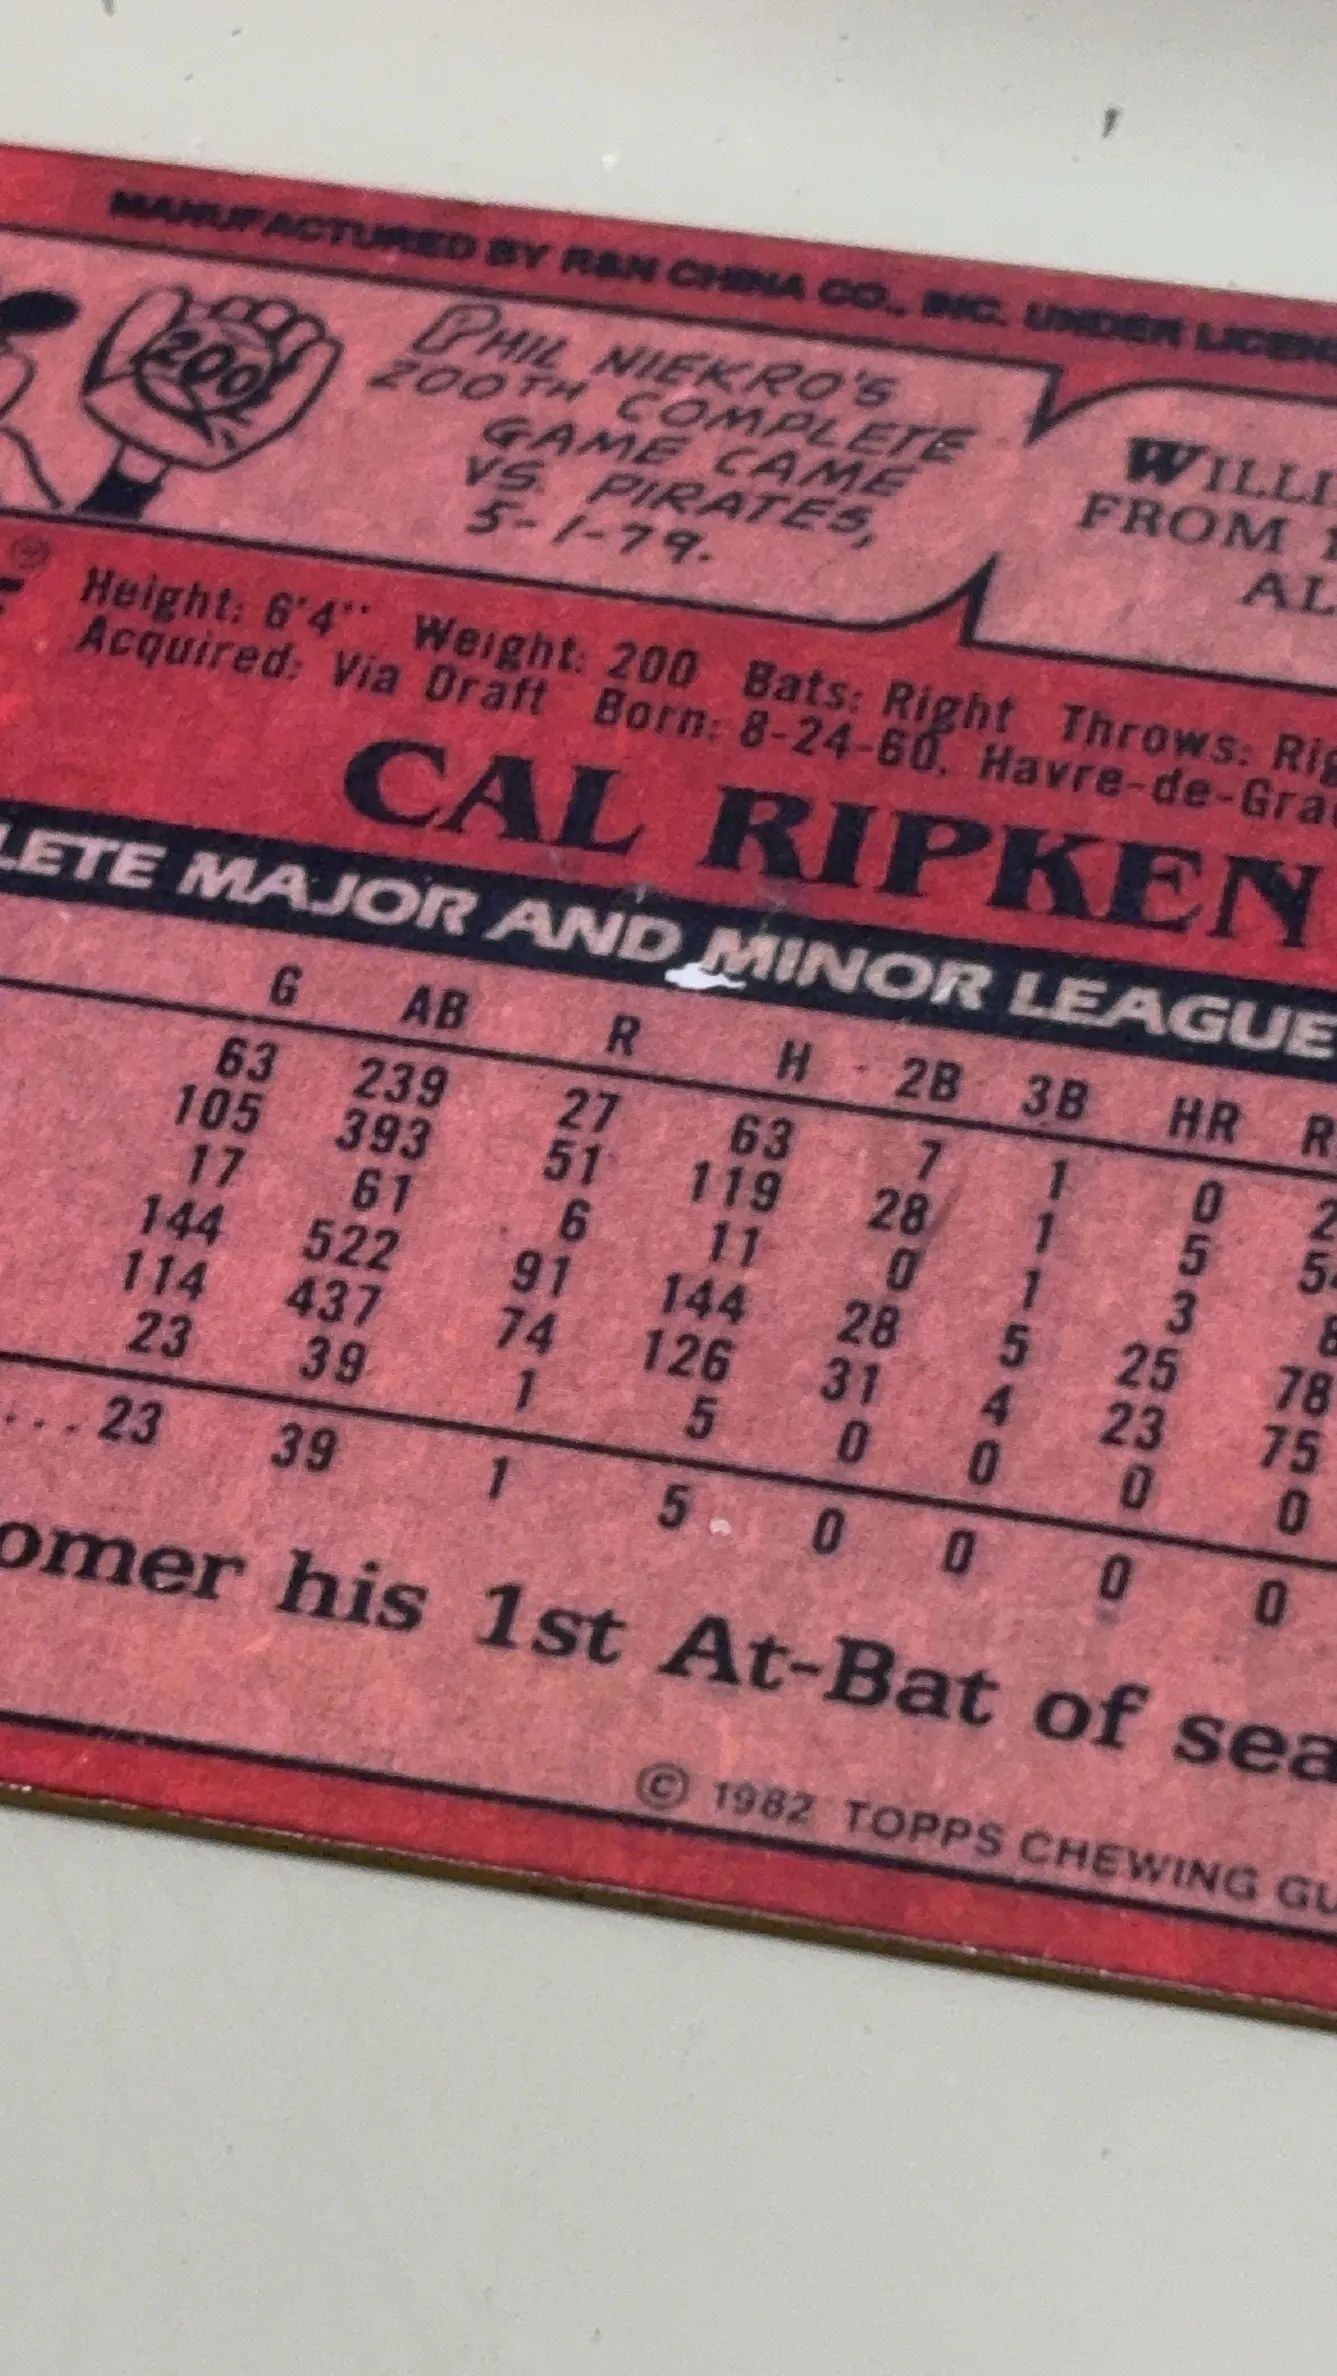 MANUFACTURED BY R&N CHINA CO., INC. UNDER LICEN
200
PHIL NIEKRO'S
200TH COMPLETE
GAME CAME
VS. PIRATES,
5-1-79.
WILLI
FROM
AL
Height: 6'4'' Weight: 200 Bats: Right Throws: Rig
Acquired: Via Draft Born: 8-24-60, Havre-de-Gra
CAL RIPKEN
LETE MAJOR AND MINOR LEAGUE
G AB R H 2B 3B HR R
63 239 27 63 7 1 0 2
105 393 51 119 28 1 5 5
17 61 6 11 0 1 3 8
144 522 91 144 28 5 25 78
114 437 74 126 31 4 23 75
23 39 1 5 0 0 0 0
....23 39 1 5 0 0 0 0
omer his 1st At-Bat of sea
© 1982 TOPPS CHEWING GU